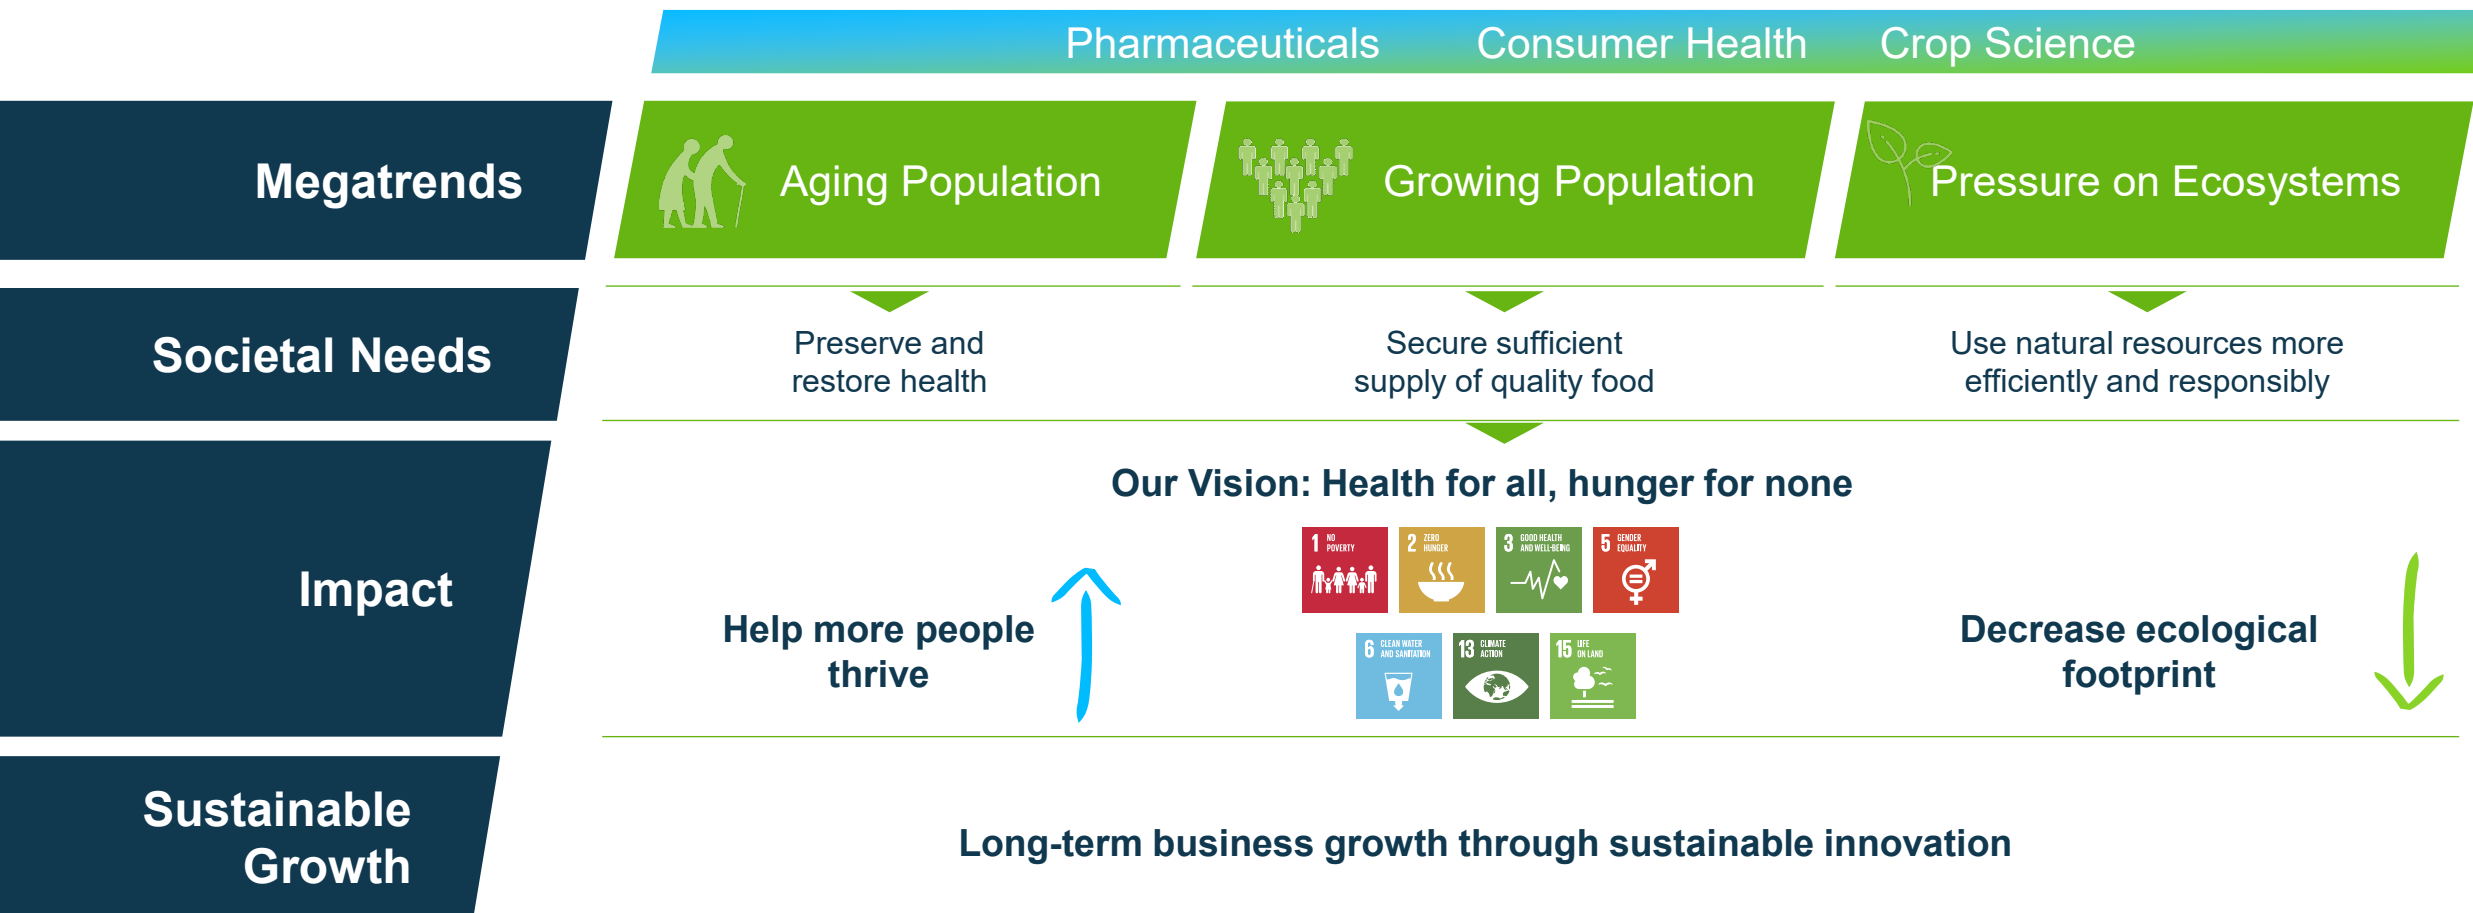 Pharmaceuticals Consumer Health Crop Science
Megatrends
Aging Population
Growing Population
Pressure on Ecosystems
Societal Needs
Preserve and
restore health
Secure sufficient
supply of quality food
Use natural resources more
efficiently and responsibly
Impact
Our Vision: Health for all, hunger for none
Help more people
thrive
1 NO
POVERTY
2 ZERO
HUNGER
3 GOOD HEALTH
AND WELL-BEING
5 GENDER
EQUALITY
6 CLEAN WATER
AND SANITATION
13 CLIMATE
ACTION
15 LIFE
ON LAND
Decrease ecological
footprint
Sustainable
Growth
Long-term business growth through sustainable innovation